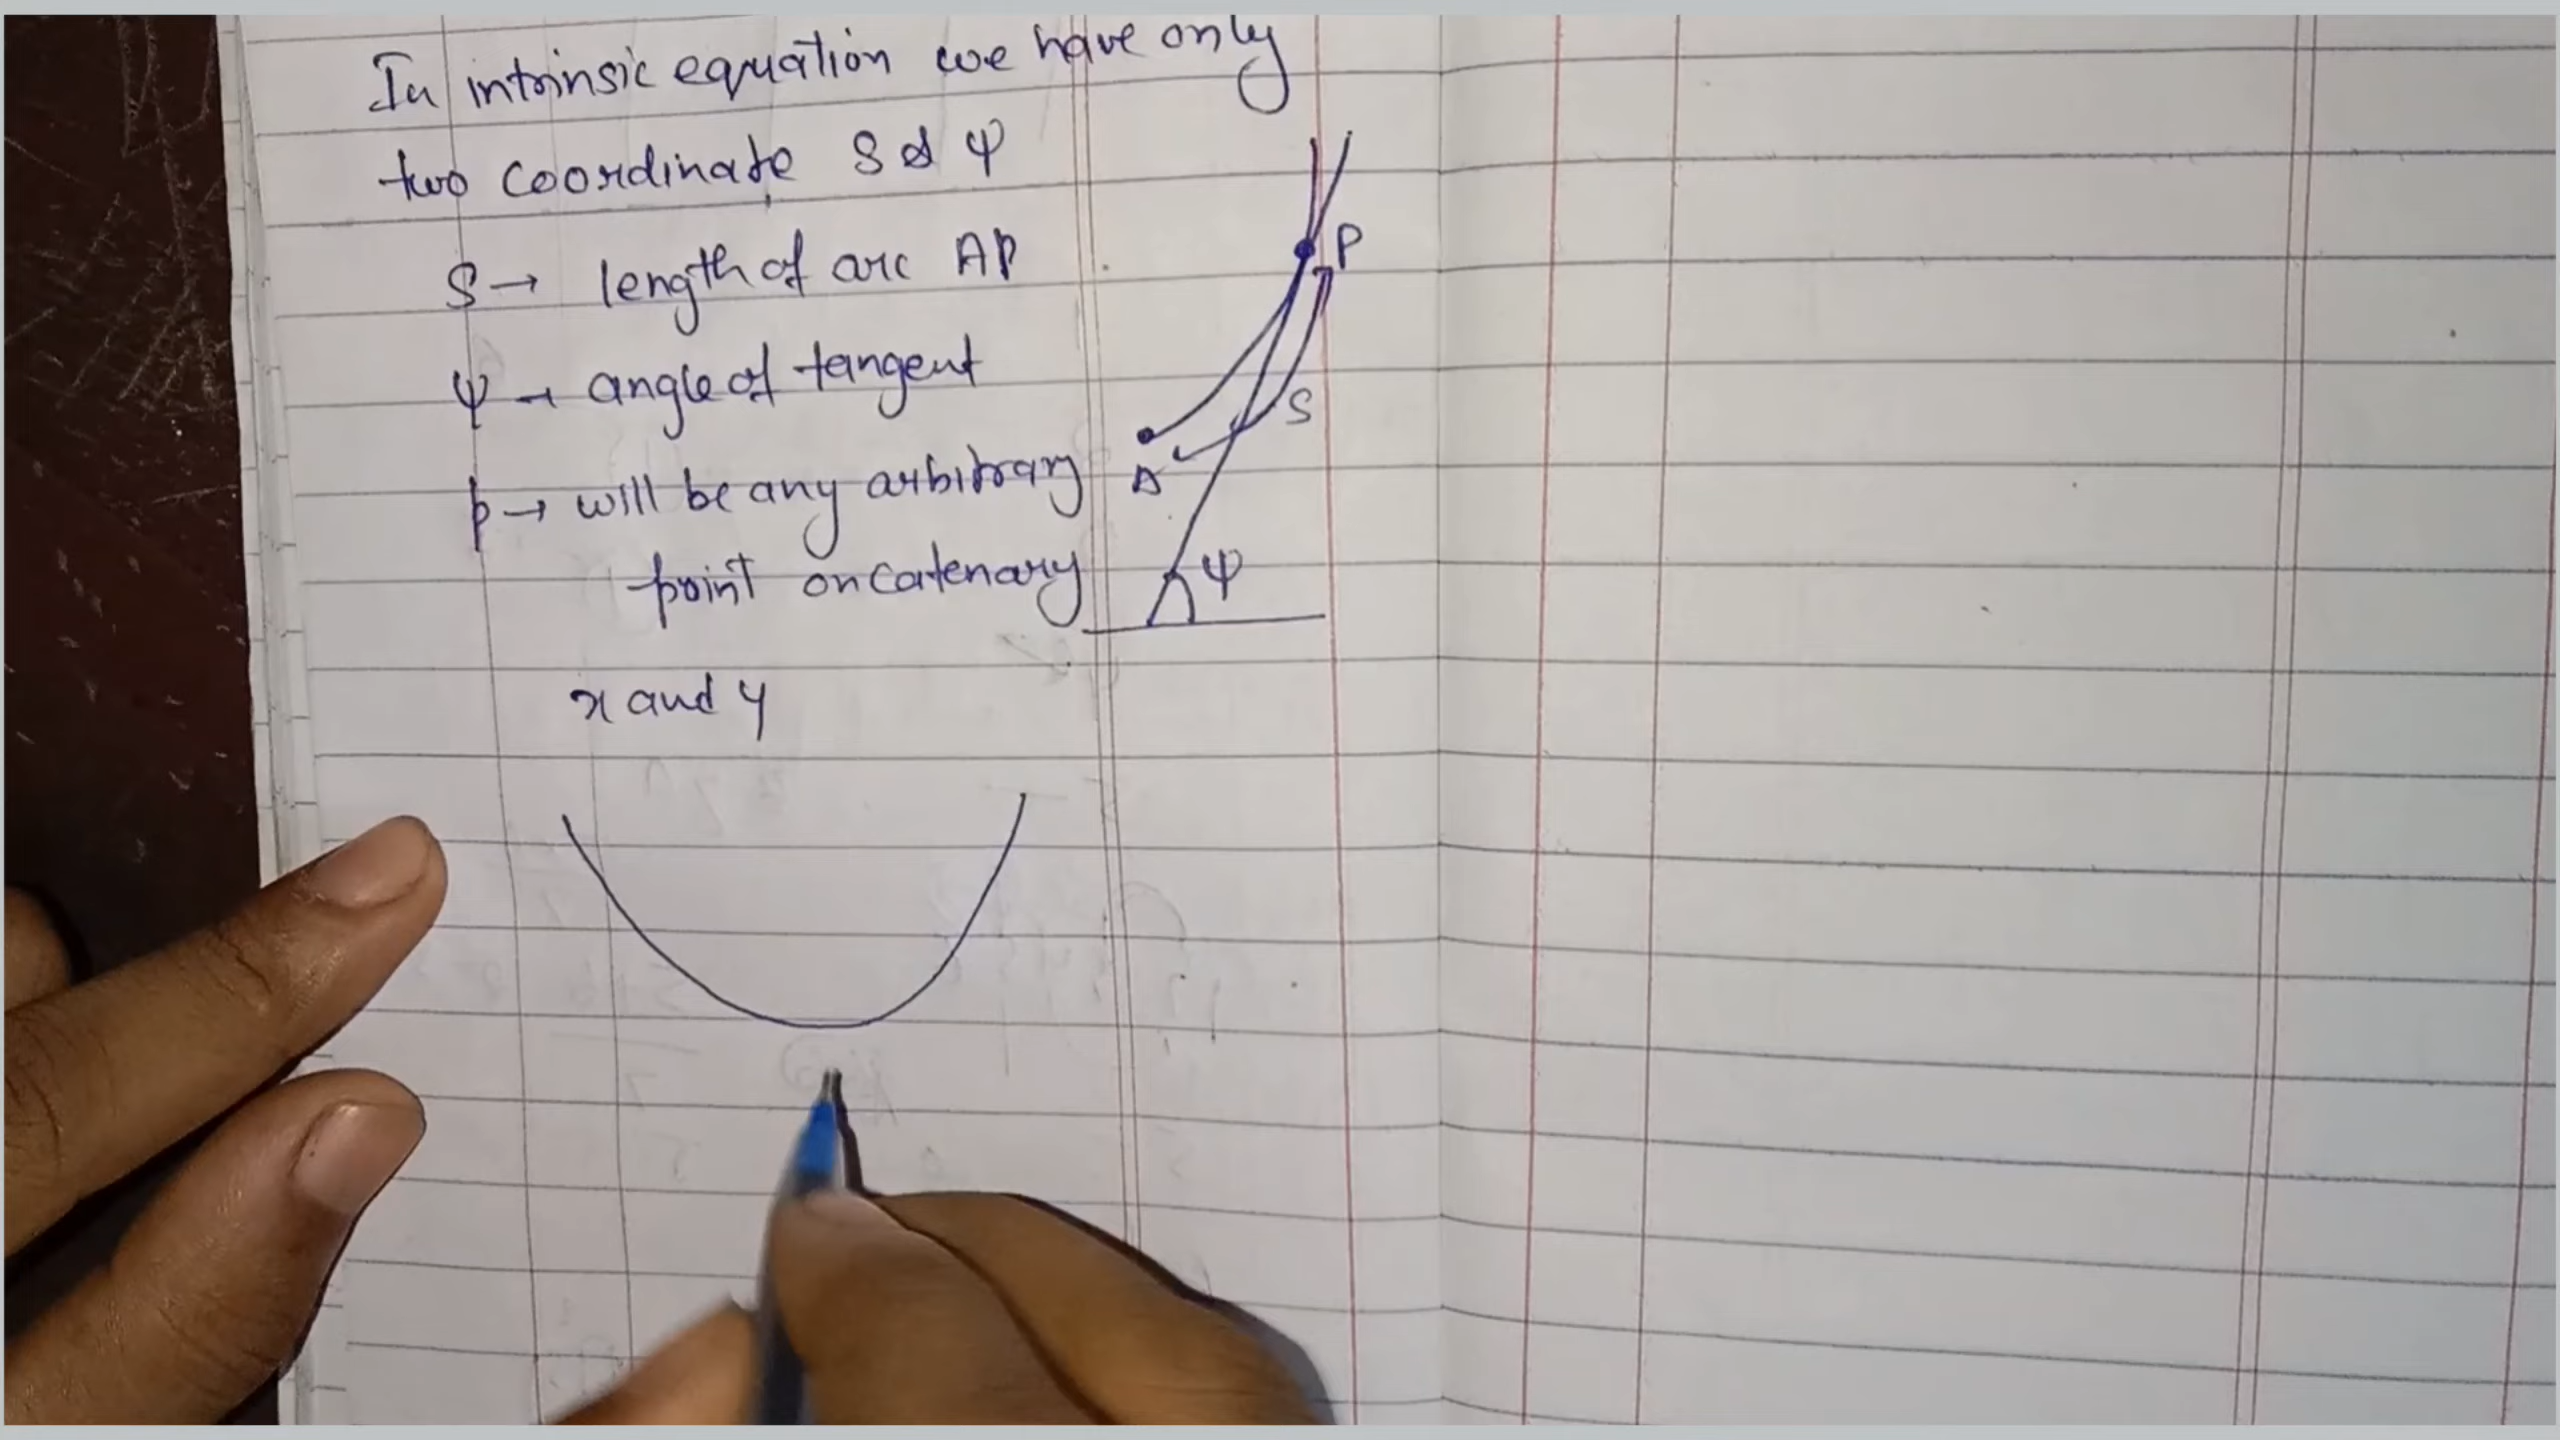 In intrinsic equation we have only
two coordinate S & ψ
S → length of arc AP
ψ → angle of tangent
p → will be any arbitrary
point on catenary
P
S
A
ψ
x and y